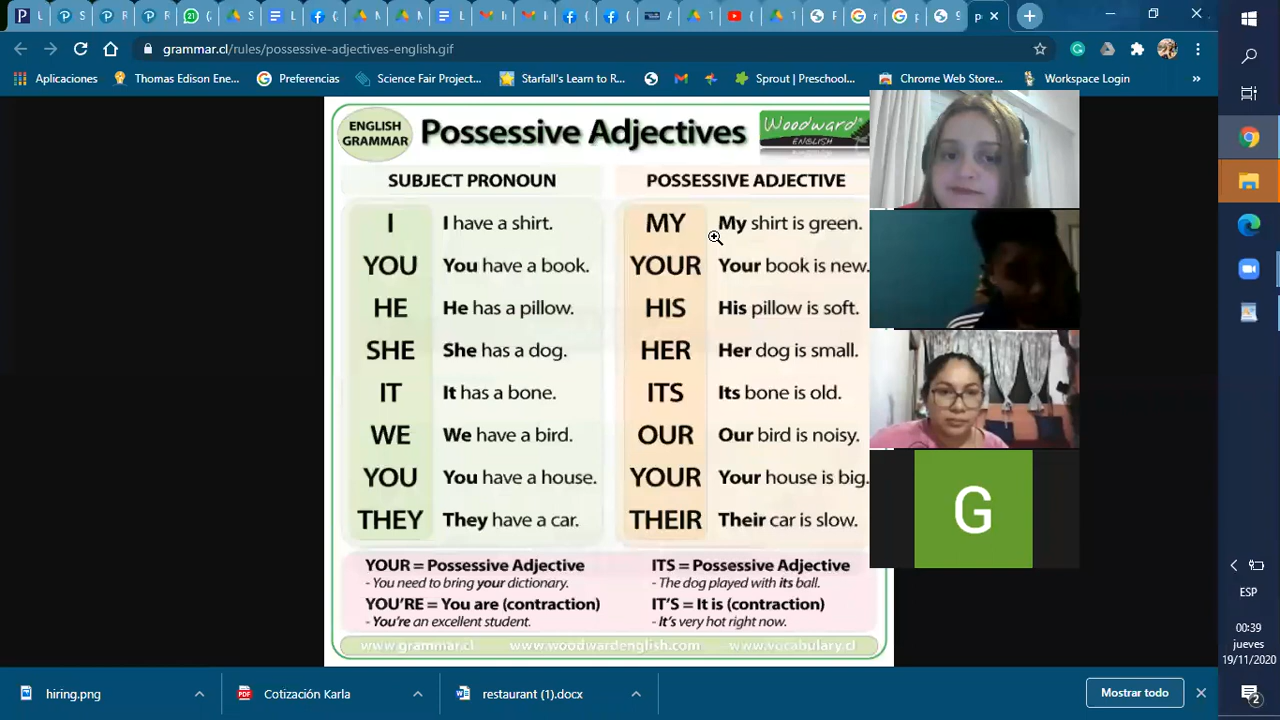 grammar.cl/rules/possessive-adjectives-english.gif
Aplicaciones
Thomas Edison Ene...
Preferencias
Science Fair Project...
Starfall's Learn to R...
Sprout | Preschool...
Chrome Web Store...
Workspace Login
»
ENGLISH GRAMMAR
Possessive Adjectives
Woodward®
ENGLISH
SUBJECT PRONOUN
POSSESSIVE ADJECTIVE
I
I have a shirt.
MY
My shirt is green.
YOU
You have a book.
YOUR
Your book is new.
HE
He has a pillow.
HIS
His pillow is soft.
SHE
She has a dog.
HER
Her dog is small.
IT
It has a bone.
ITS
Its bone is old.
WE
We have a bird.
OUR
Our bird is noisy.
YOU
You have a house.
YOUR
Your house is big.
THEY
They have a car.
THEIR
Their car is slow.
YOUR = Possessive Adjective
- You need to bring your dictionary.
YOU'RE = You are (contraction)
- You're an excellent student.
ITS = Possessive Adjective
- The dog played with its ball.
IT'S = It is (contraction)
- It's very hot right now.
www.grammar.cl
www.woodwardenglish.com
www.vocabulary.cl
G
ESP
00:39
jueves
19/11/2020
2
hiring.png
Cotización Karla
restaurant (1).docx
Mostrar todo